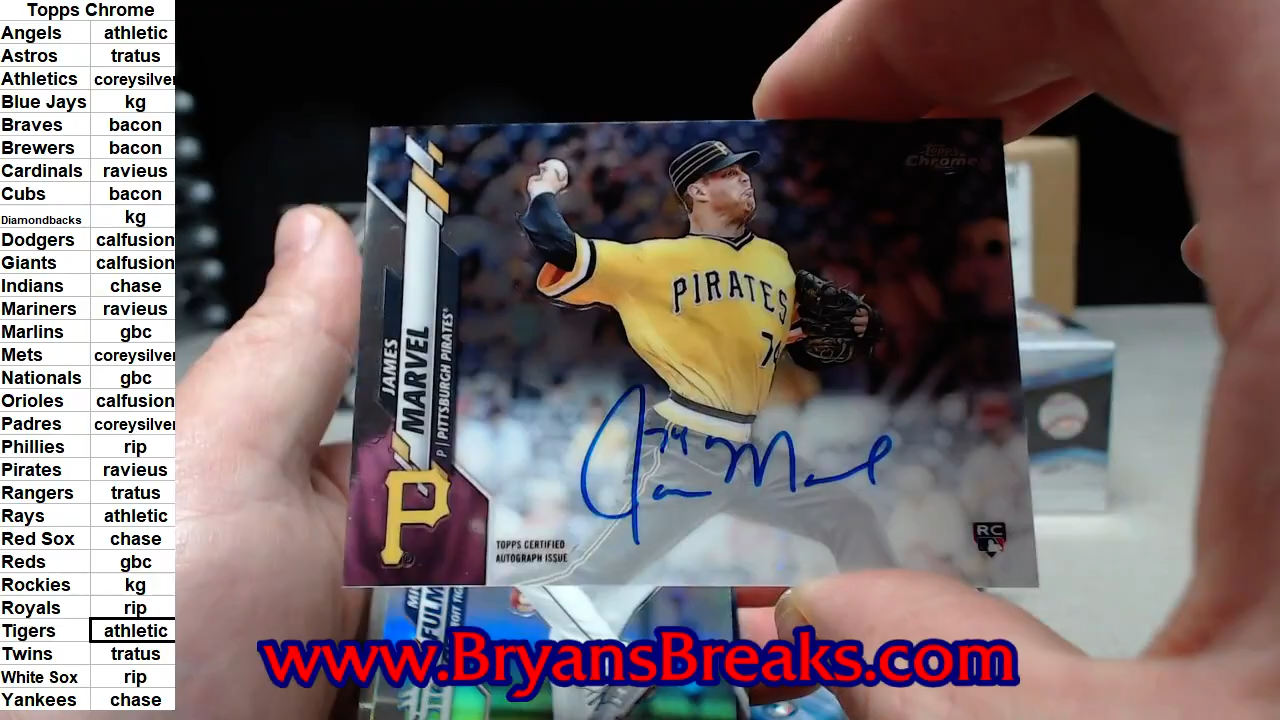 Topps Chrome
Angels athletic
Astros tratus
Athletics coreysilver
Blue Jays kg
Braves bacon
Brewers bacon
Cardinals ravieus
Cubs bacon
Diamondbacks kg
Dodgers calfusion
Giants calfusion
Indians chase
Mariners ravieus
Marlins gbc
Mets coreysilver
Nationals gbc
Orioles calfusion
Padres coreysilver
Phillies rip
Pirates ravieus
Rangers tratus
Rays athletic
Red Sox chase
Reds gbc
Rockies kg
Royals rip
Tigers athletic
Twins tratus
White Sox rip
Yankees chase
Topps
Chrome
PIRATES
JAMES
MARVEL
P | PITTSBURGH PIRATES
P
James Marvel 74
TOPPS CERTIFIED
AUTOGRAPH ISSUE
RC
FULM
www.BryansBreaks.com